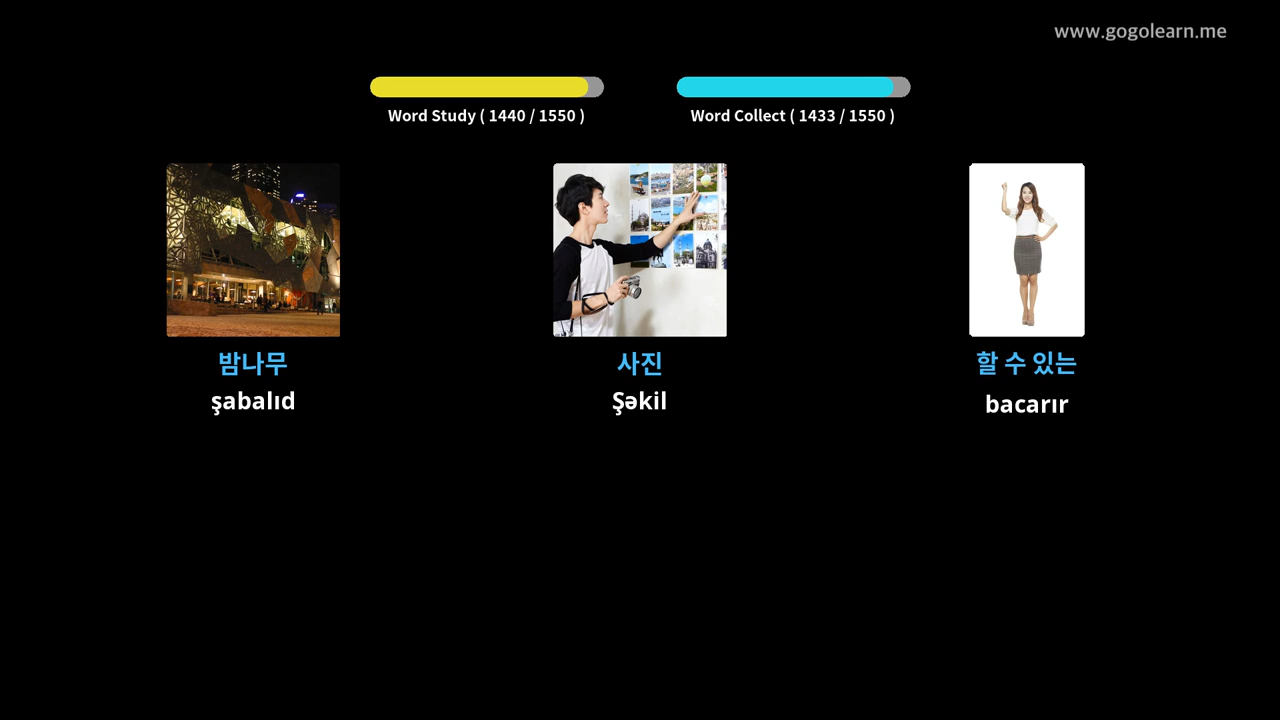 www.gogolearn.me
Word Study ( 1440 / 1550 )
Word Collect ( 1433 / 1550 )
밤나무
사진
할 수 있는
şabalıd
Şəkil
bacarır